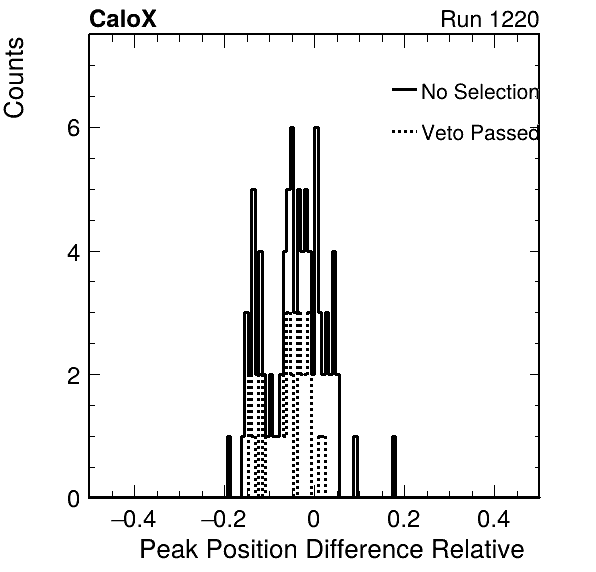 CaloX Run 1220
Counts
No Selection
Veto Passed
6
4
2
0
−0.4 −0.2 0 0.2 0.4
Peak Position Difference Relative